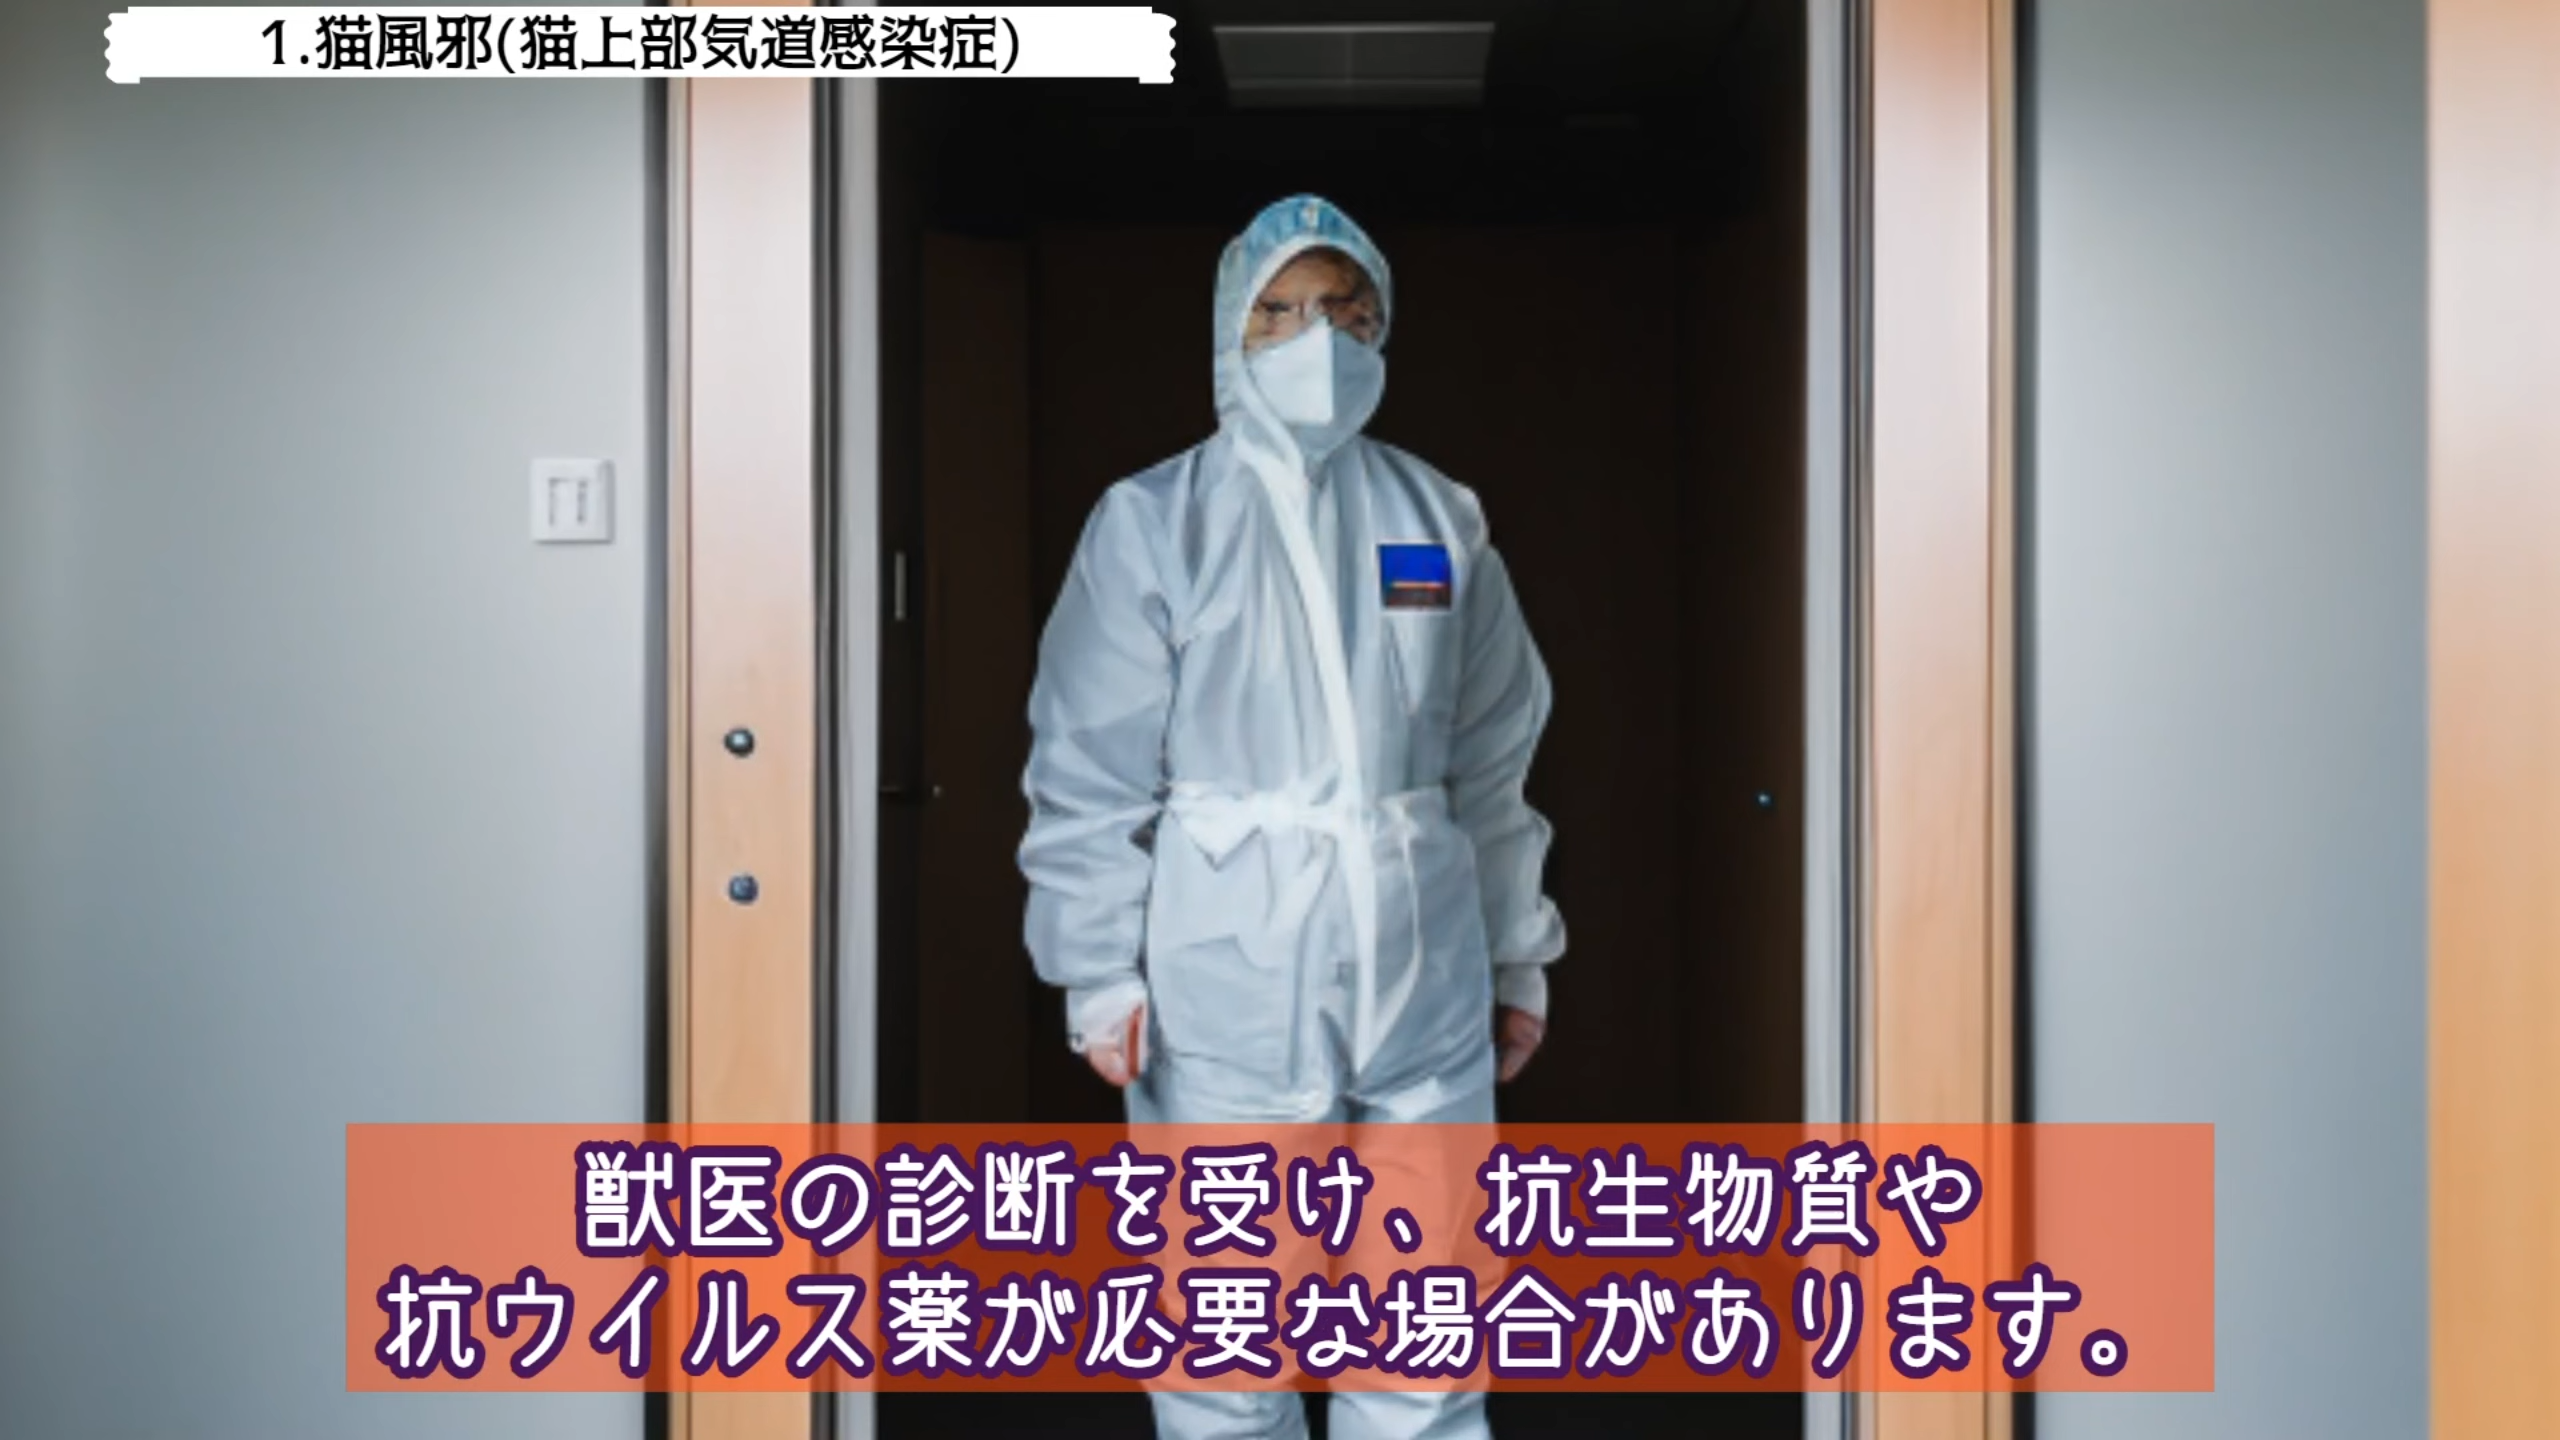 1.猫風邪(猫上部気道感染症)
獣医の診断を受け、抗生物質や
抗ウイルス薬が必要な場合があります。